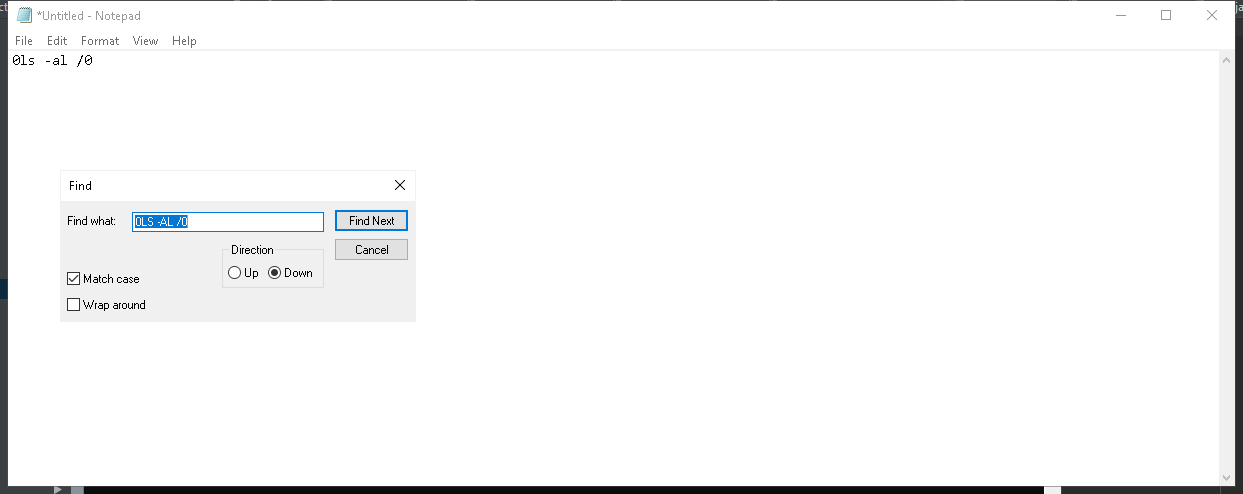 *Untitled - Notepad
File Edit Format View Help
0ls -al /0
Find
Find what: 0LS -AL /0 Find Next
Direction Cancel
Up Down
Match case
Wrap around